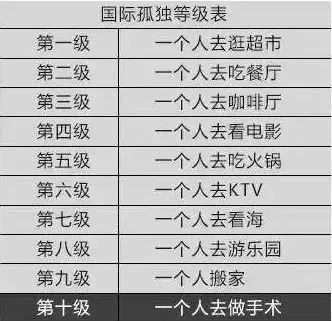 国际孤独等级表
第一级 一个人去逛超市
第二级 一个人去吃餐厅
第三级 一个人去咖啡厅
第四级 一个人去看电影
第五级 一个人去吃火锅
第六级 一个人去KTV
第七级 一个人去看海
第八级 一个人去游乐园
第九级 一个人搬家
第十级 一个人去做手术